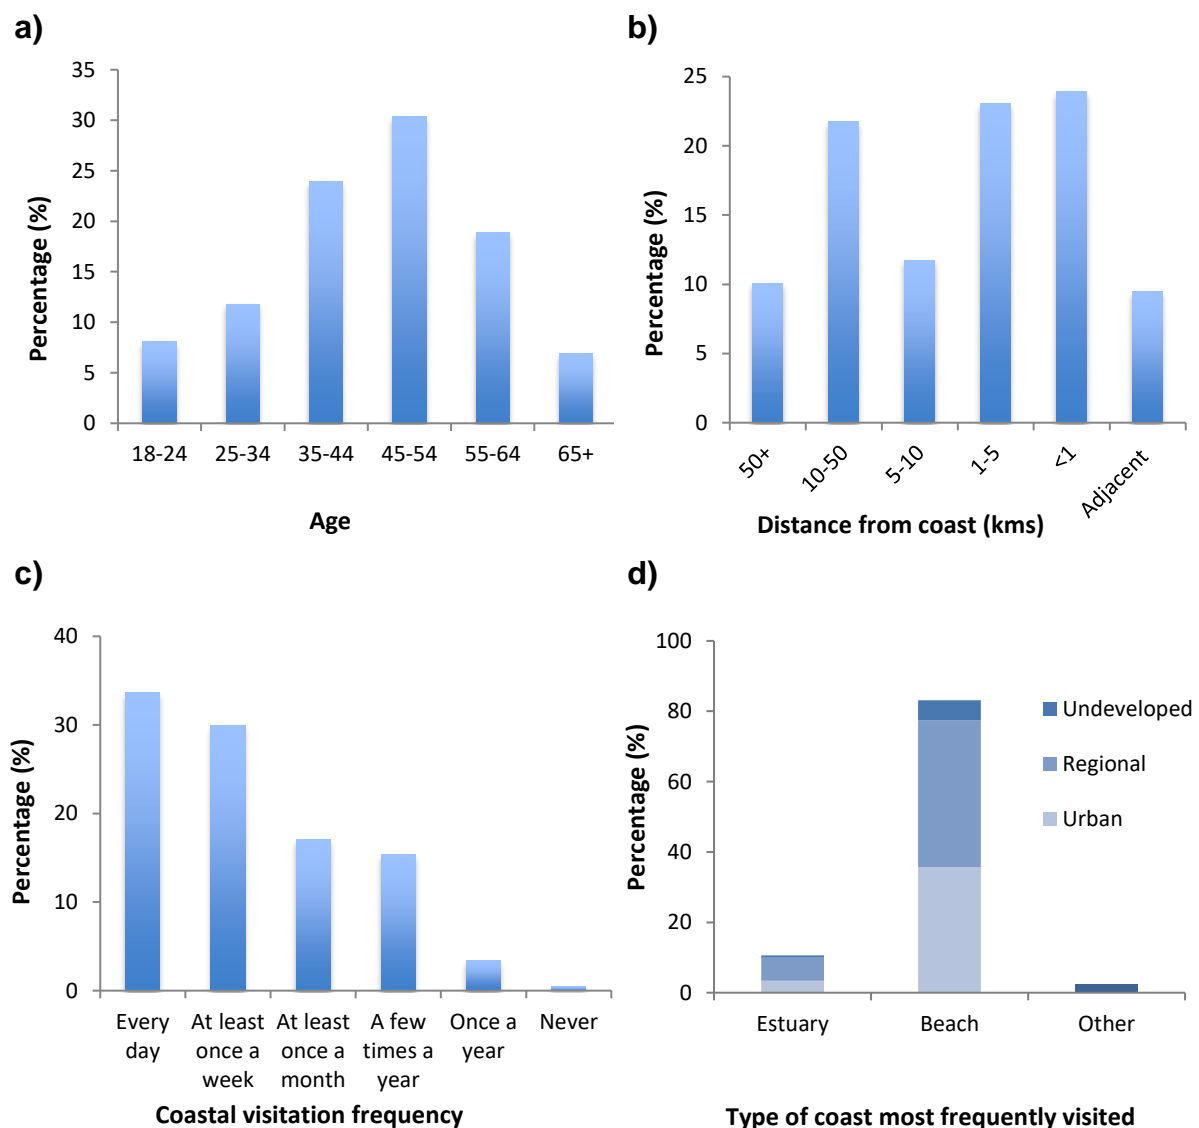 a)
35
30
25
20
15
10
5
0
Percentage (%)
18-24 25-34 35-44 45-54 55-64 65+
Age
b)
25
20
15
10
5
0
Percentage (%)
50+ 10-50 5-10 1-5 <1 Adjacent
Distance from coast (kms)
c)
40
30
20
10
0
Percentage (%)
Every At least At least A few Once a Never
day once a once a times a year
week month year
Coastal visitation frequency
d)
100
80
60
40
20
0
Percentage (%)
Undeveloped
Regional
Urban
Estuary Beach Other
Type of coast most frequently visited